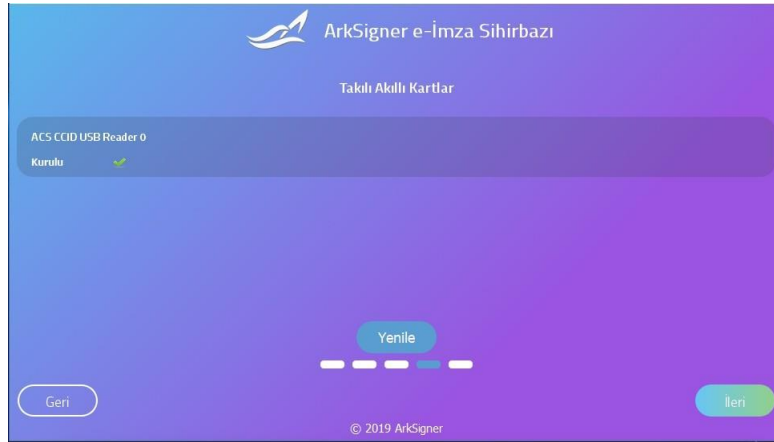 ArkSigner e-İmza Sihirbazı
Takılı Akıllı Kartlar
ACS CCID USB Reader 0
Kurulu
Yenile
Geri
İleri
© 2019 ArkSigner